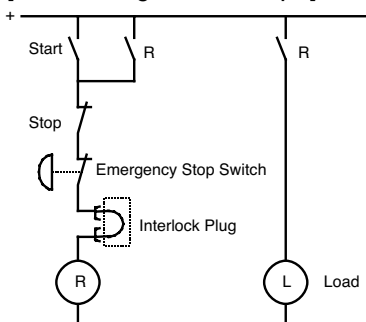 +
Start
R
R
Stop
Emergency Stop Switch
Interlock Plug
R
L
Load